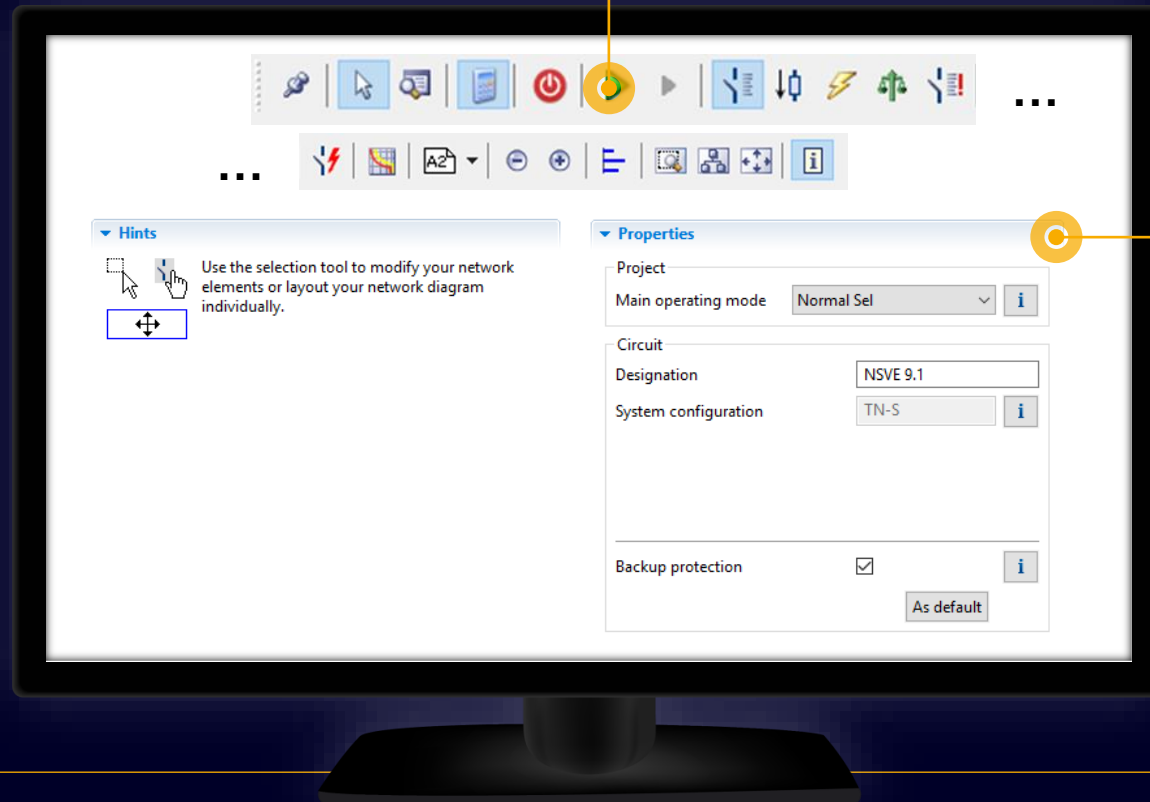 ...
... A2
Hints
Use the selection tool to modify your network
elements or layout your network diagram
individually.
Properties
Project
Main operating mode Normal Sel i
Circuit
Designation NSVE 9.1
System configuration TN-S i
Backup protection i
As default